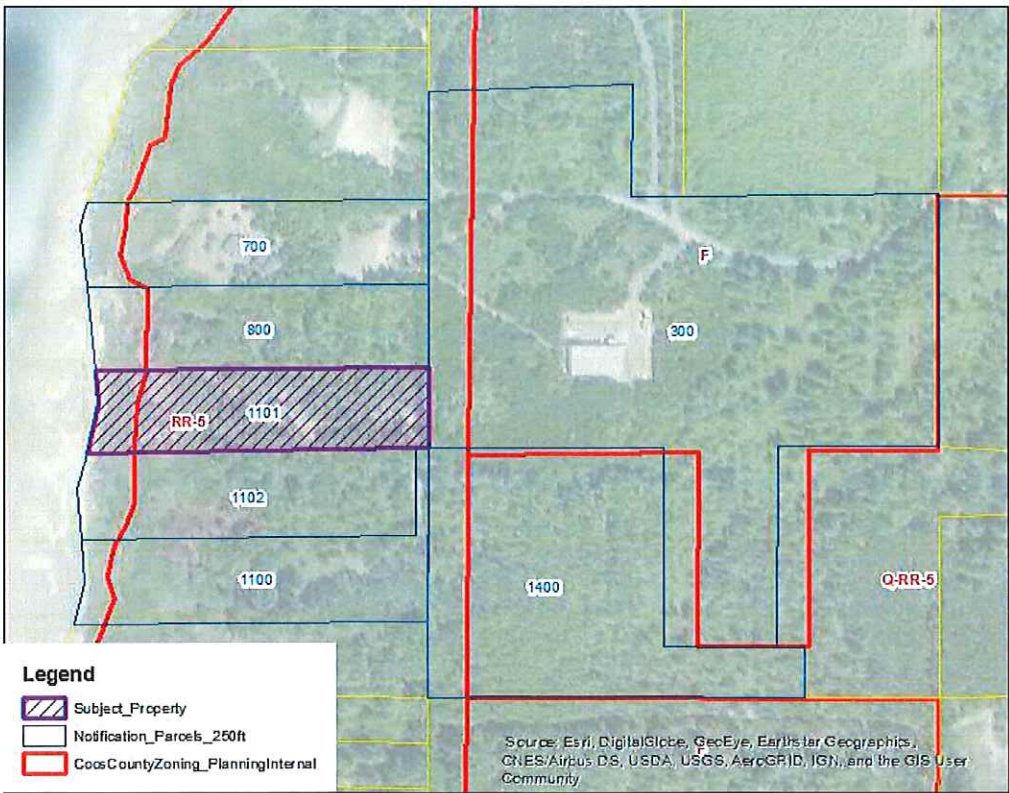 700
F
800
300
1101
RR-5
1102
1100
1400
Q-RR-5
Legend
Subject_Property
Notification_Parcels_250ft
CoosCountyZoning_PlanningInternal
F
Source: Esri, DigitalGlobe, GeoEye, Earthstar Geographics,
CNES/Airbus DS, USDA, USGS, AeroGRID, IGN, and the GIS User
Community